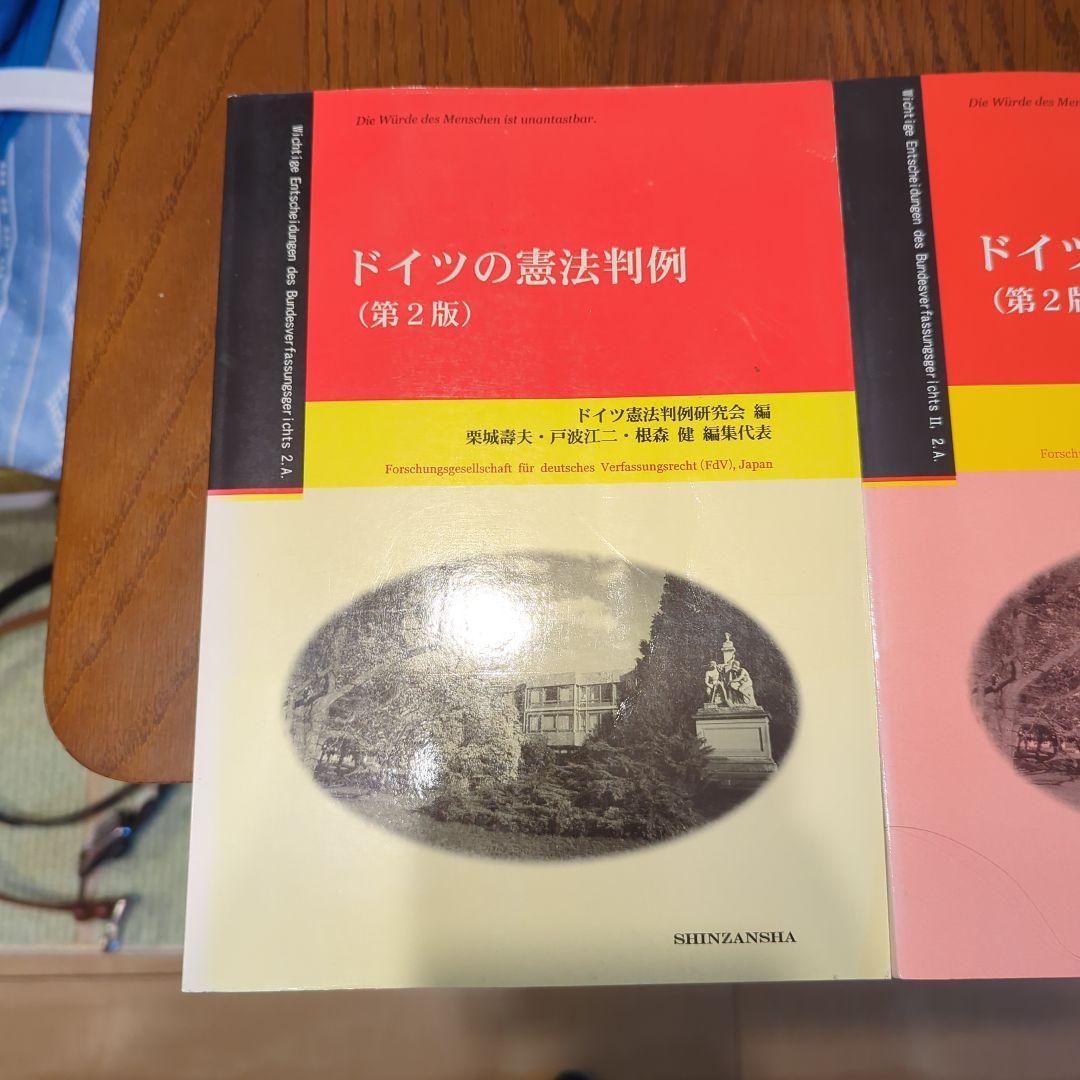 Die Würde des Menschen ist unantastbar.
Wichtige Entscheidungen des Bundesverfassungsgerichts 2.A.
ドイツの憲法判例
(第2版)
ドイツ憲法判例研究会 編
栗城壽夫・戸波江二・根森 健 編集代表
Forschungsgesellschaft für deutsches Verfassungsrecht (FdV), Japan
SHINZANSHA
Die Würde des Men
Wichtige Entscheidungen des Bundesverfassungsgerichts II, 2.A.
ドイツ
(第2版
Forsch